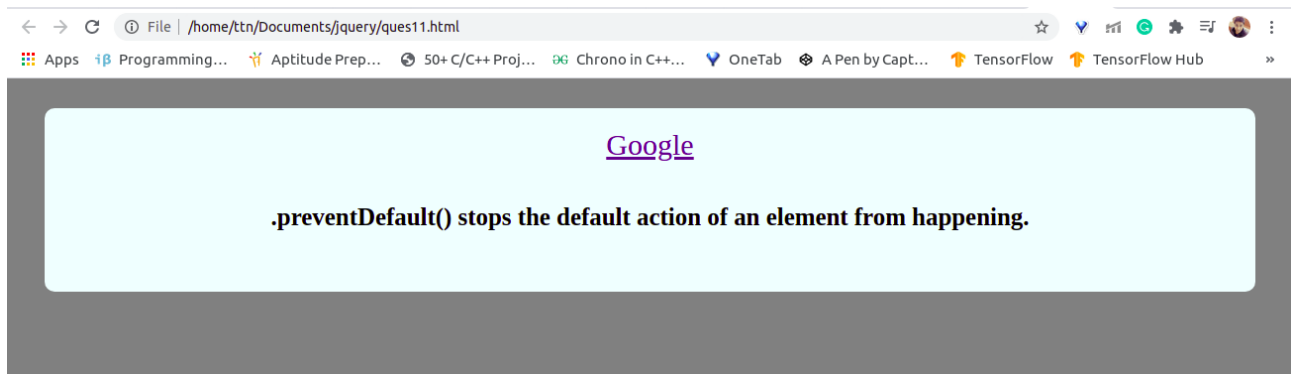 File | /home/ttn/Documents/jquery/ques11.html
Apps iβ Programming... Aptitude Prep... 50+ C/C++ Proj... Chrono in C++... OneTab A Pen by Capt... TensorFlow TensorFlow Hub »
Google
.preventDefault() stops the default action of an element from happening.